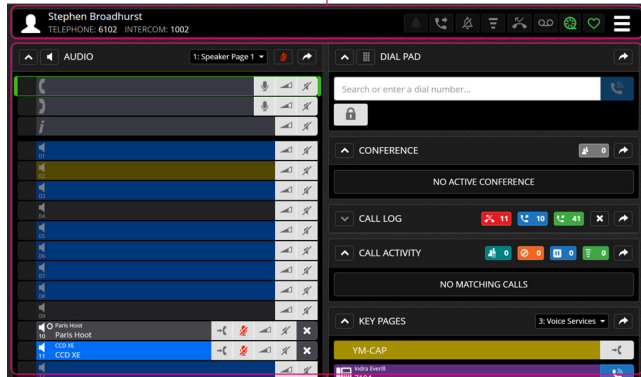 Stephen Broadhurst
TELEPHONE: 6102 INTERCOM: 1002
AUDIO
1: Speaker Page 1
i
01
02
03
04
05
06
07
08
09
Paris Hoot
10 Paris Hoot
CCD XE
11 CCD XE
DIAL PAD
Search or enter a dial number...
CONFERENCE
0
NO ACTIVE CONFERENCE
CALL LOG
11 10 41
CALL ACTIVITY
0 0 0 0
NO MATCHING CALLS
KEY PAGES
3: Voice Services
YM-CAP
Indra Everill